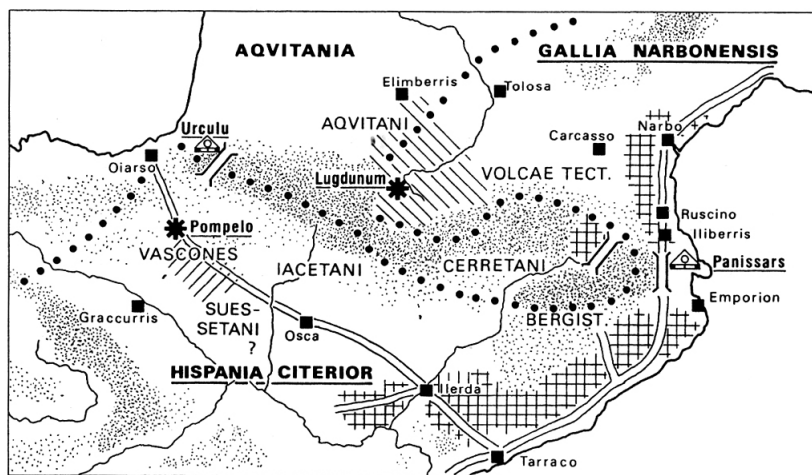 AQVITANIA
GALLIA NARBONENSIS
Elimberris
Tolosa
Urculu
AQVITANI
Carcasso
Narbo
Oiarso
Lugdunum
VOLCAE TECT.
Pompelo
Ruscino
Iliberris
VASCONES
IACETANI
CERRETANI
Panissars
Graccurris
SUES-
SETANI
?
Osca
BERGIST.
Emporion
HISPANIA CITERIOR
Ilerda
Tarraco